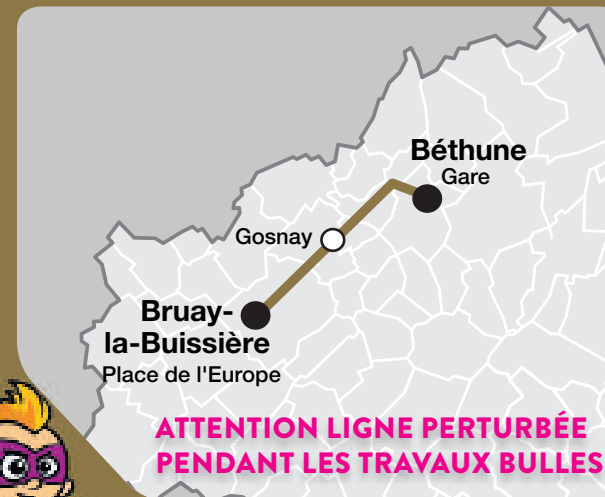 Béthune
Gare
Gosnay
Bruay-
la-Buissière
Place de l'Europe
ATTENTION LIGNE PERTURBÉE
PENDANT LES TRAVAUX BULLES